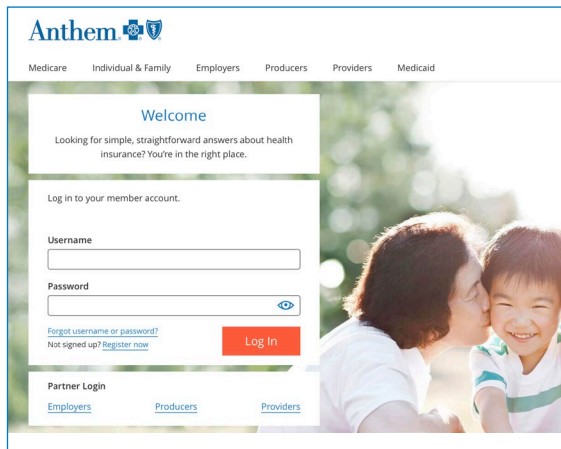 Anthem
Medicare Individual & Family Employers Producers Providers Medicaid
Welcome
Looking for simple, straightforward answers about health
insurance? You're in the right place.
Log in to your member account.
Username
Password
Forgot username or password?
Not signed up? Register now
Log In
Partner Login
Employers Producers Providers